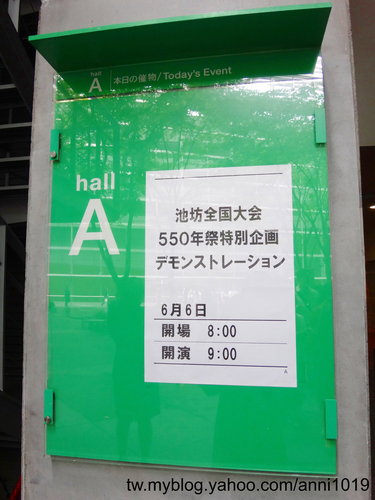 hall
A 本日の催物/Today's Event
hall
A
池坊全国大会
550年祭特別企画
デモンストレーション
6月6日
開場 8:00
開演 9:00
A
tw.myblog.yahoo.com/anni1019